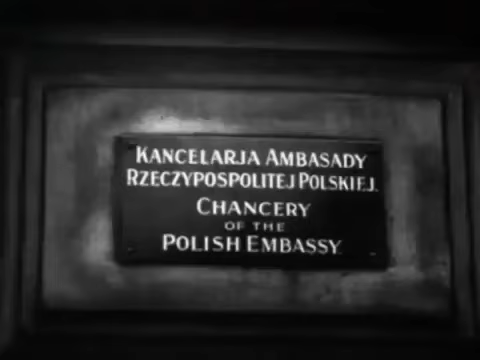 KANCELARJA AMBASADY
RZECZYPOSPOLITEJ POLSKIEJ.
CHANCERY
OF THE
POLISH EMBASSY.